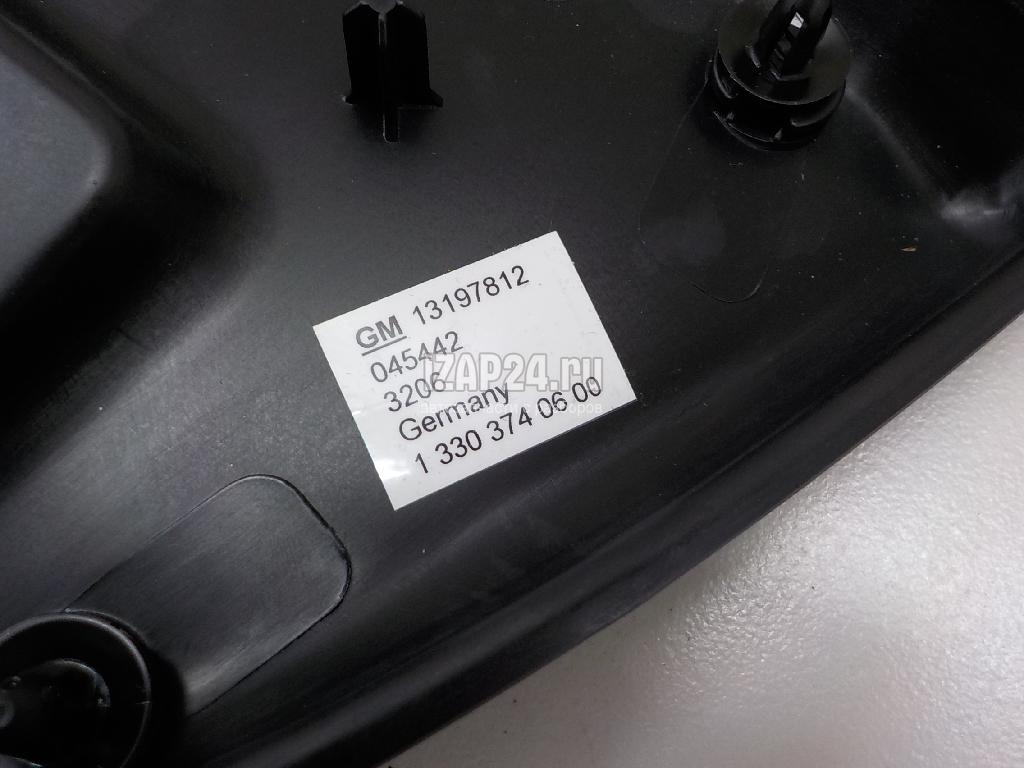 GM 13197812
045442
3206
Germany
1 330 374 06 00
IZAP24.ru